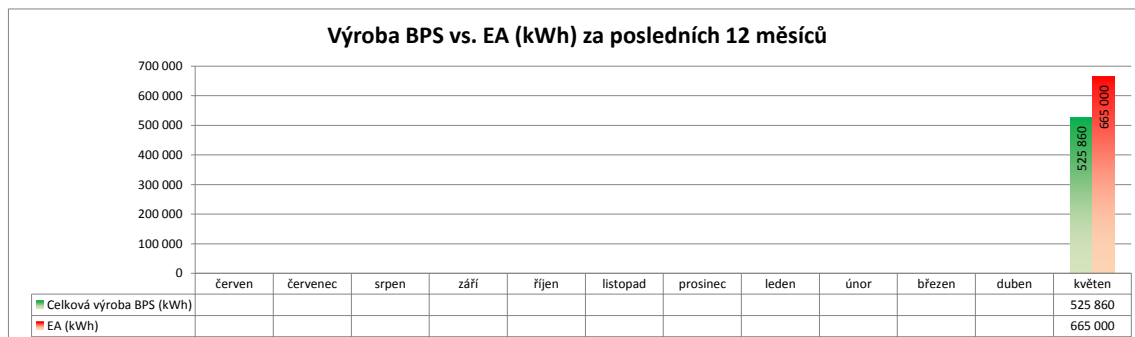 Výroba BPS vs. EA (kWh) za posledních 12 měsíců
700 000
600 000
500 000
400 000
300 000
200 000
100 000
0
525 860
665 000
červen červenec srpen září říjen listopad prosinec leden únor březen duben květen
Celková výroba BPS (kWh) 525 860
EA (kWh) 665 000